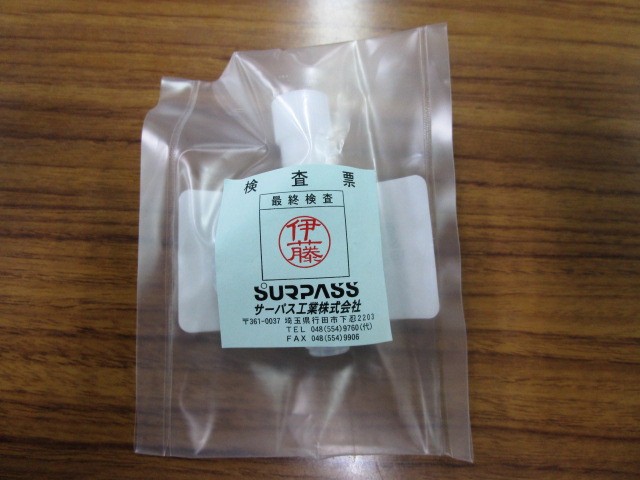 検査票
最終検査
伊藤
SURPASS
サーパス工業株式会社
〒361-0037 埼玉県行田市下忍2203
TEL 048(554)9760(代)
FAX 048(554)9906